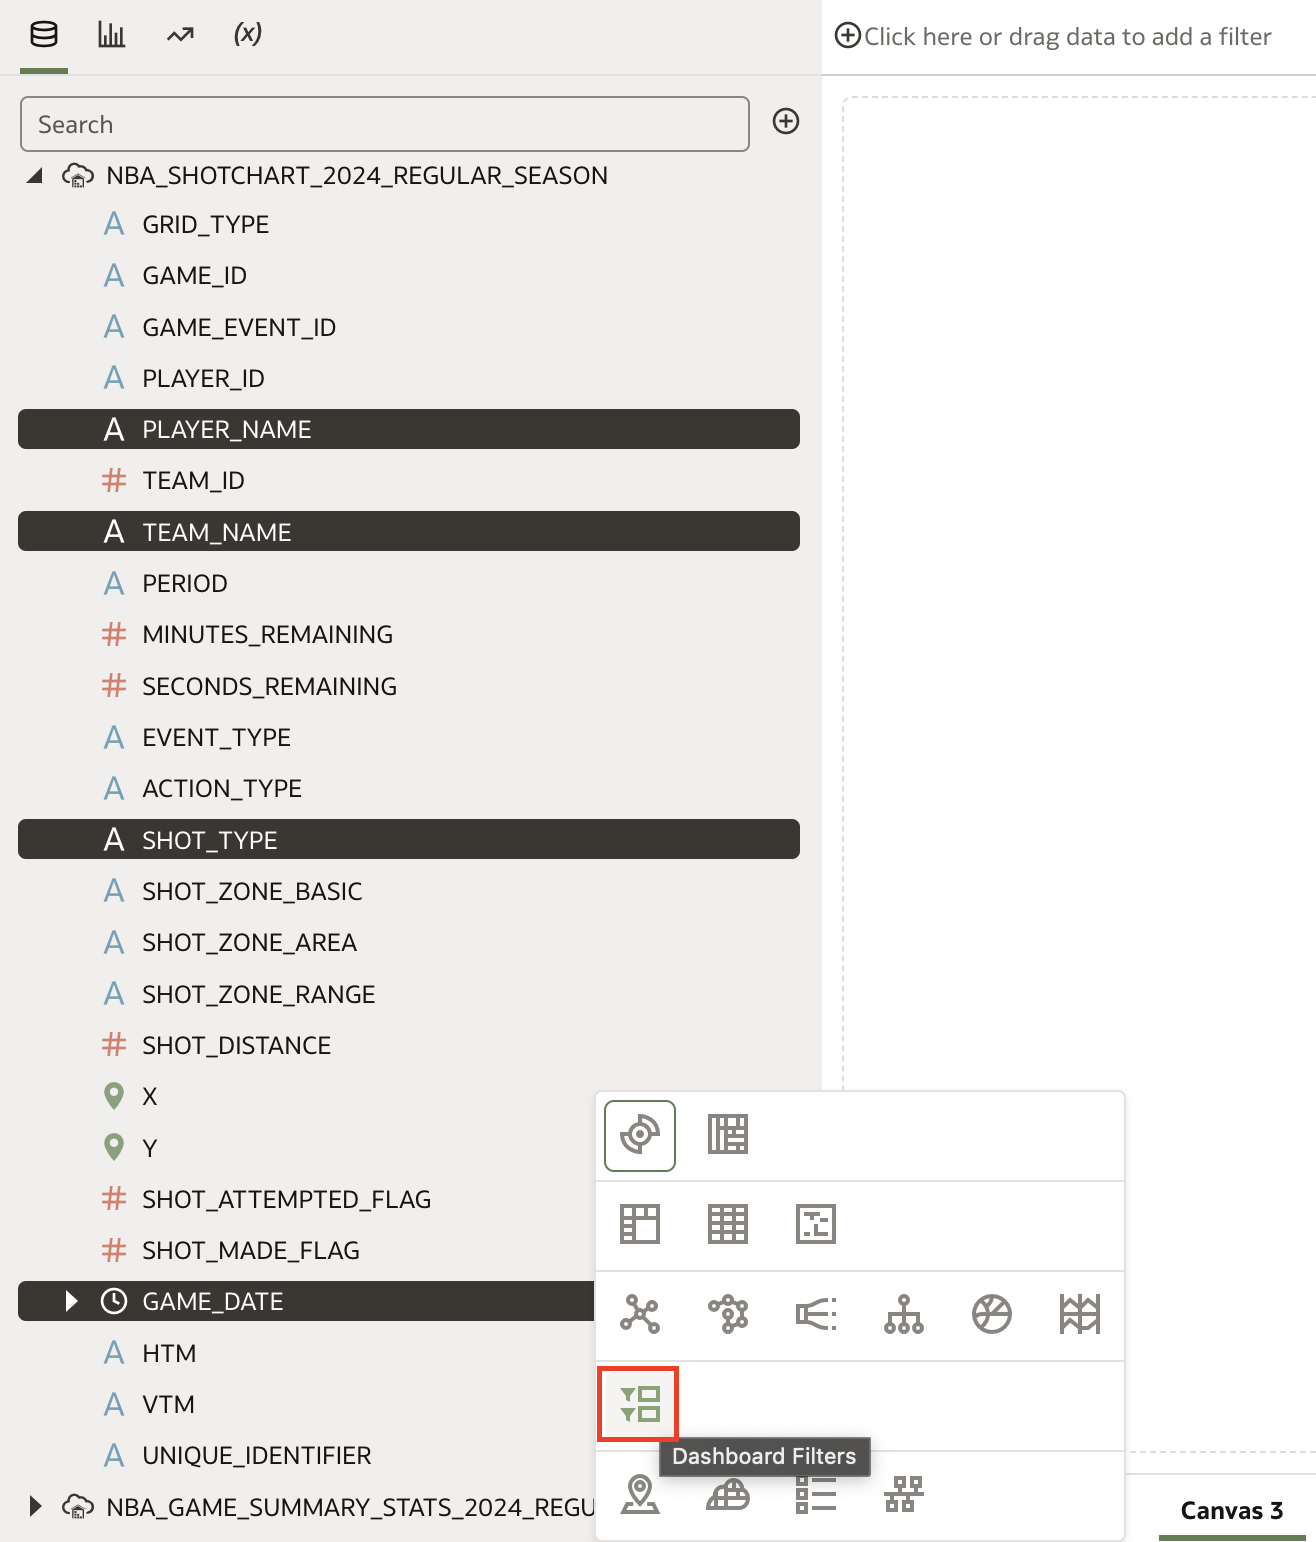 (x)
Click here or drag data to add a filter
Search
NBA_SHOTCHART_2024_REGULAR_SEASON
A GRID_TYPE
A GAME_ID
A GAME_EVENT_ID
A PLAYER_ID
A PLAYER_NAME
# TEAM_ID
A TEAM_NAME
A PERIOD
# MINUTES_REMAINING
# SECONDS_REMAINING
A EVENT_TYPE
A ACTION_TYPE
A SHOT_TYPE
A SHOT_ZONE_BASIC
A SHOT_ZONE_AREA
A SHOT_ZONE_RANGE
# SHOT_DISTANCE
X
Y
# SHOT_ATTEMPTED_FLAG
# SHOT_MADE_FLAG
GAME_DATE
A HTM
A VTM
A UNIQUE_IDENTIFIER
Dashboard Filters
NBA_GAME_SUMMARY_STATS_2024_REGU
Canvas 3